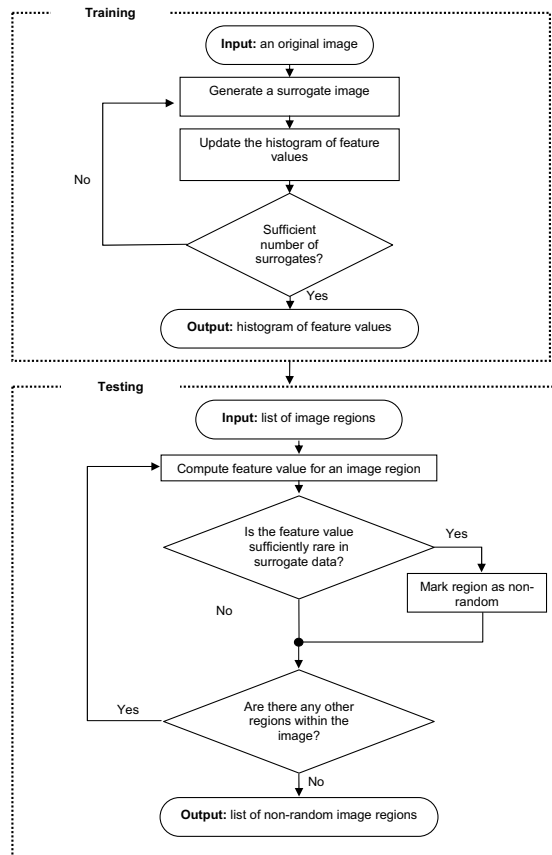 Training
Input: an original image
Generate a surrogate image
Update the histogram of feature
values
No
Sufficient
number of
surrogates?
Yes
Output: histogram of feature values
Testing
Input: list of image regions
Compute feature value for an image region
Is the feature value
sufficiently rare in
surrogate data?
Yes
Mark region as non-
random
No
Are there any other
regions within the
image?
Yes
No
Output: list of non-random image regions